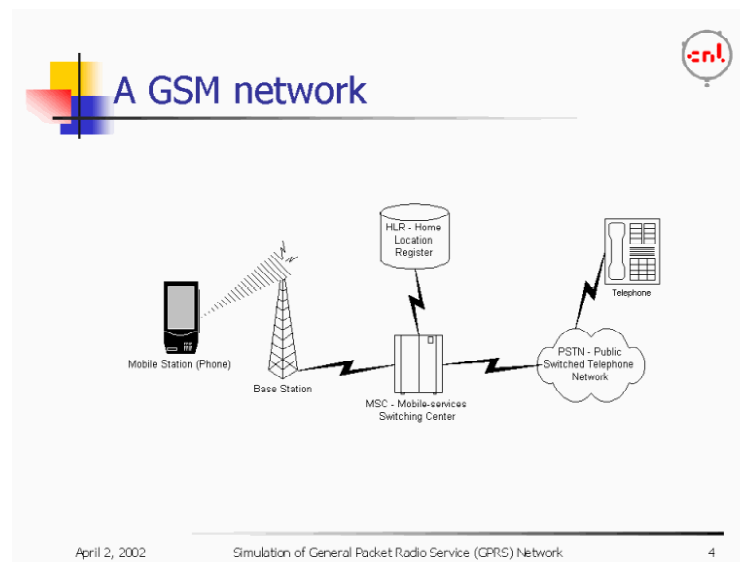 cnl
A GSM network
HLR - Home
Location
Register
Telephone
Mobile Station (Phone)
Base Station
MSC - Mobile-services
Switching Center
PSTN - Public
Switched Telephone
Network
April 2, 2002
Simulation of General Packet Radio Service (GPRS) Network
4